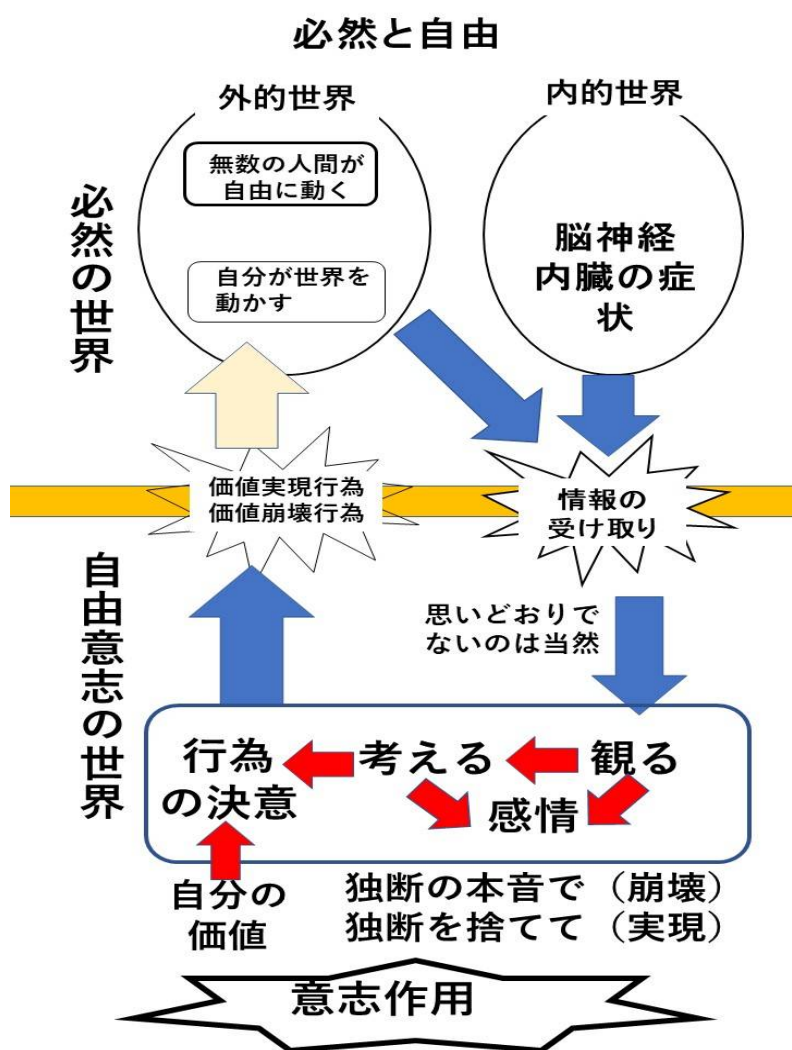 必然と自由
外的世界
内的世界
無数の人間が
自由に動く
自分が世界を
動かす
脳神経
内臓の症
状
必然の世界
価値実現行為
価値崩壊行為
情報の
受け取り
自由意志の世界
思いどおりで
ないのは当然
行為
の決意
考える
観る
感情
自分の
価値
独断の本音で（崩壊）
独断を捨てて（実現）
意志作用